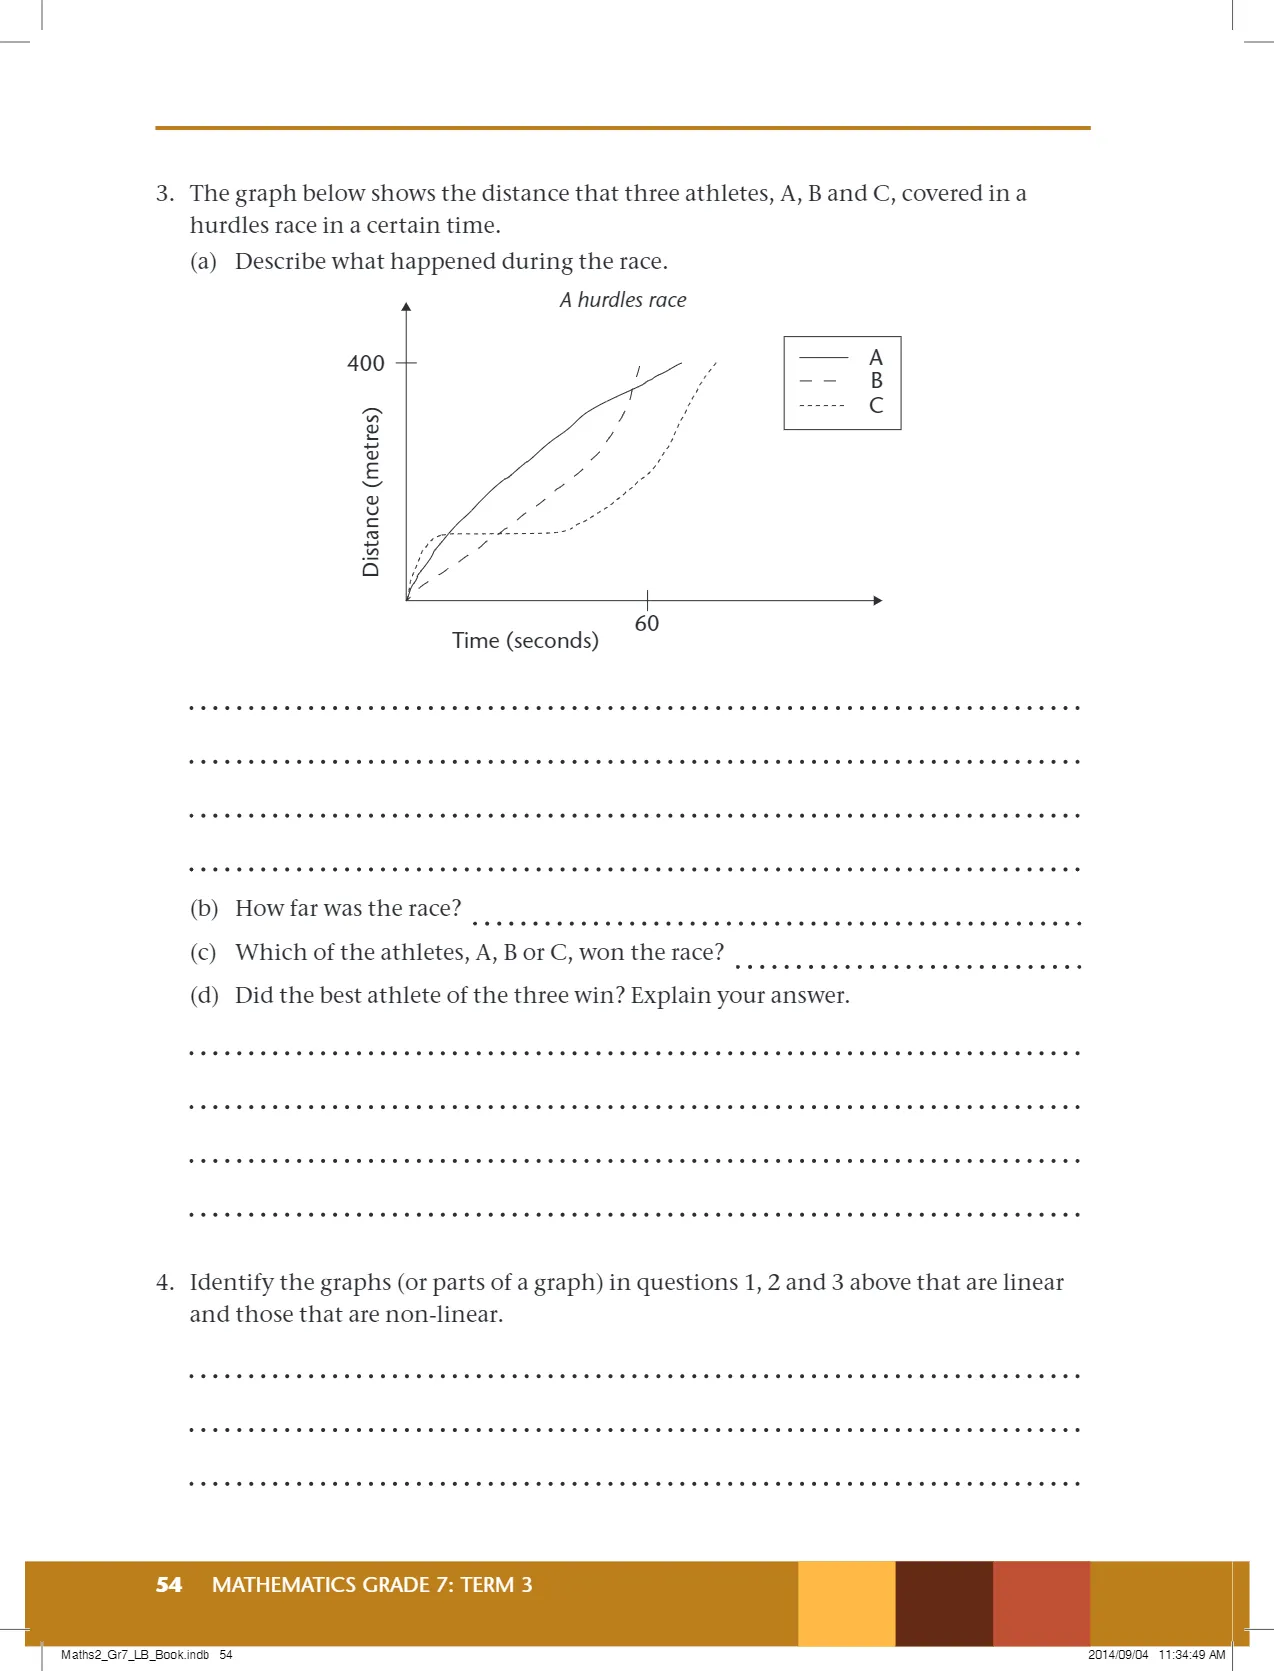 3. The graph below shows the distance that three athletes, A, B and C, covered in a
hurdles race in a certain time.
(a) Describe what happened during the race.
A hurdles race
400
Distance (metres)
A
B
C
60
Time (seconds)
(b) How far was the race?
(c) Which of the athletes, A, B or C, won the race?
(d) Did the best athlete of the three win? Explain your answer.
4. Identify the graphs (or parts of a graph) in questions 1, 2 and 3 above that are linear
and those that are non-linear.
54 MATHEMATICS GRADE 7: TERM 3
Maths2_Gr7_LB_Book.indb 54
2014/09/04 11:34:49 AM